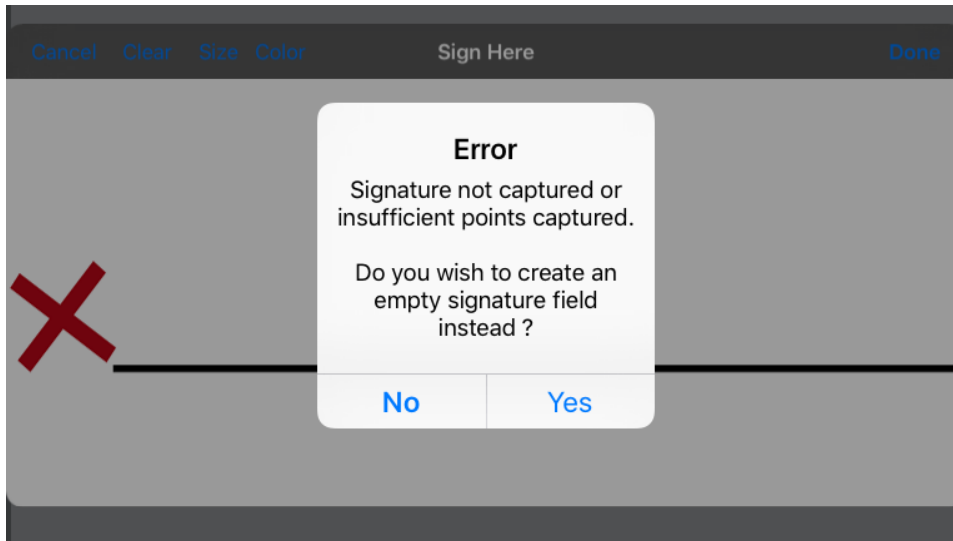 Cancel Clear Size Color Sign Here Done
Error
Signature not captured or
insufficient points captured.
Do you wish to create an
empty signature field
instead ?
No Yes